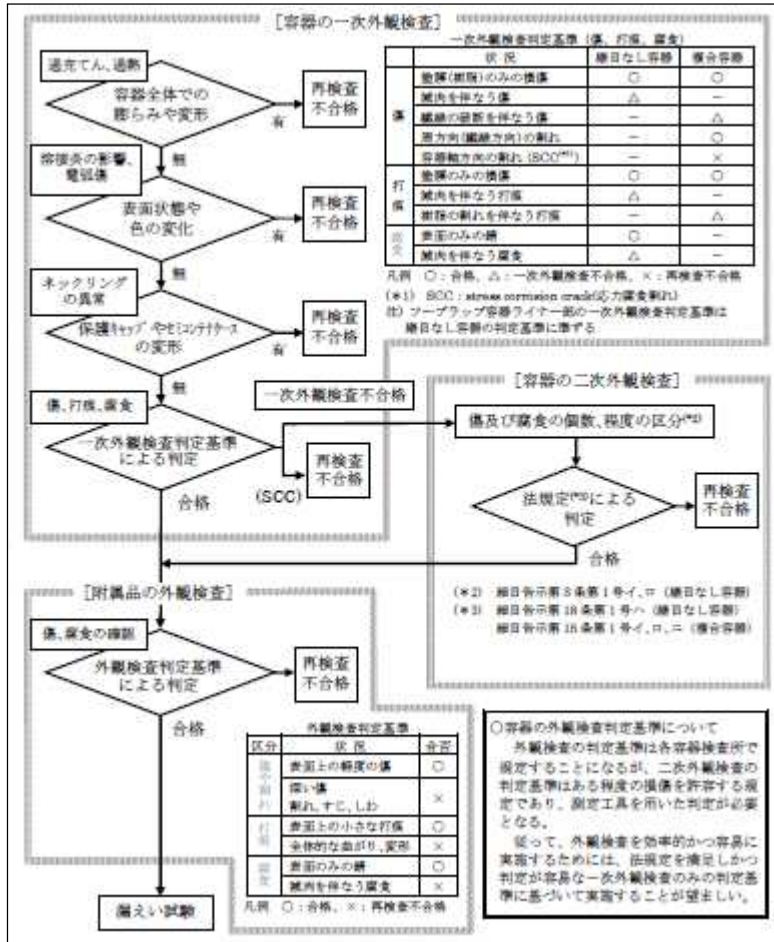 [容器の一次外観検査]
過充てん、過熱
容器全体での
膨らみや変形
有
再検査
不合格
無
溶接炎の影響、
電弧傷
表面状態や
色の変化
有
再検査
不合格
無
ネックリング
の異常
保護キャップやセミコンテナケース
の変形
有
再検査
不合格
無
傷、打痕、腐食
一次外観検査判定基準
による判定
一次外観検査不合格
(SCC)
再検査
不合格
合格
一次外観検査判定基準（傷、打痕、腐食）
状 況 継目なし容器 複合容器
傷
塗膜(樹脂)のみの損傷 ○ ○
減肉を伴なう傷 △ －
繊維の破断を伴なう傷 － △
周方向(繊維方向)の割れ － ○
容器軸方向の割れ (SCC(*1)) － ×
打痕
塗膜のみの損傷 ○ ○
減肉を伴なう打痕 △ －
樹脂の割れを伴なう打痕 － △
腐食
表面のみの錆 ○ －
減肉を伴なう腐食 △ －
凡例 ○：合格、△：一次外観検査不合格、×：再検査不合格
(*1) SCC：stress corrosion crack(応力腐食割れ)
注) フープラップ容器ライナー部の一次外観検査判定基準は
継目なし容器の判定基準に準ずる
[容器の二次外観検査]
傷及び腐食の個数、程度の区分(*2)
法規定(*3)による
判定
再検査
不合格
合格
(*2) 細目告示第8条第1号イ、ロ (継目なし容器)
(*3) 細目告示第18条第1号ハ (継目なし容器)
細目告示第18条第1号イ、ロ、ニ (複合容器)
[附属品の外観検査]
傷、腐食の確認
外観検査判定基準
による判定
再検査
不合格
合格
漏えい試験
外観検査判定基準
区分 状 況 合否
表面上の軽度の傷 ○
深い傷
割れ、すじ、しわ ×
打痕
表面上の小さな打痕 ○
全体的な曲がり、変形 ×
腐食
表面のみの錆 ○
減肉を伴なう腐食 ×
凡例 ○：合格、×：再検査不合格
○容器の外観検査判定基準について
外観検査の判定基準は各容器検査所で
規定することになるが、二次外観検査の
判定基準はある程度の損傷を許容する規
定であり、測定工具を用いた判定が必要
となる。
従って、外観検査を効率的かつ容易に
実施するためには、法規定を満足しかつ
判定が容易な一次外観検査のみの判定基
準に基づいて実施することが望ましい。